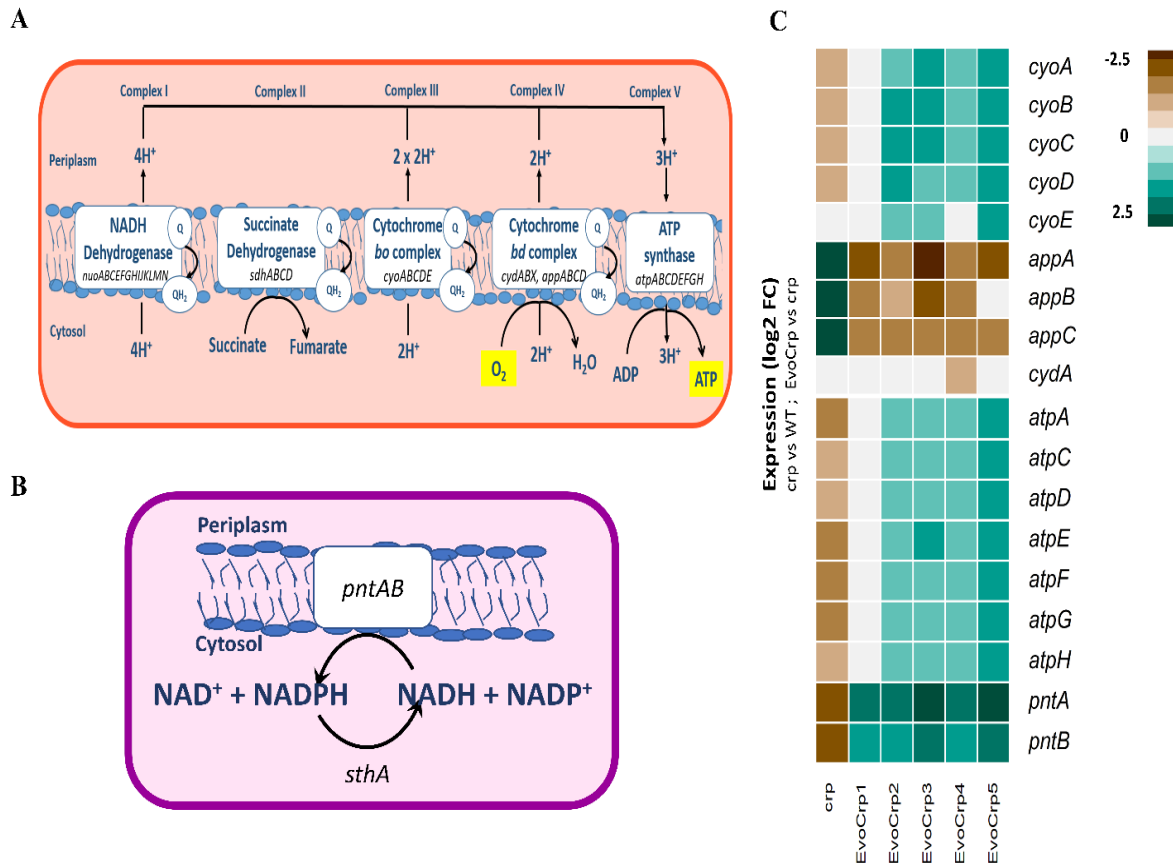 A
Complex I Complex II Complex III Complex IV Complex V
Periplasm 4H⁺ 2 x 2H⁺ 2H⁺ 3H⁺
NADH Dehydrogenase
nuoABCEFGHIJKLMN
Q
QH₂
Succinate Dehydrogenase
sdhABCD
Q
QH₂
Cytochrome bo complex
cyoABCDE
Q
QH₂
Cytochrome bd complex
cydABX, appABCD
Q
QH₂
ATP synthase
atpABCDEFGH
Cytosol
4H⁺ Succinate Fumarate 2H⁺ O₂ 2H⁺ H₂O ADP 3H⁺ ATP
B
Periplasm
pntAB
Cytosol
NAD⁺ + NADPH NADH + NADP⁺
sthA
C
Expression (log2 FC)
crp vs WT ; EvoCrp vs crp
cyoA
cyoB
cyoC
cyoD
cyoE
appA
appB
appC
cydA
atpA
atpC
atpD
atpE
atpF
atpG
atpH
pntA
pntB
crp
EvoCrp1
EvoCrp2
EvoCrp3
EvoCrp4
EvoCrp5
-2.5
0
2.5